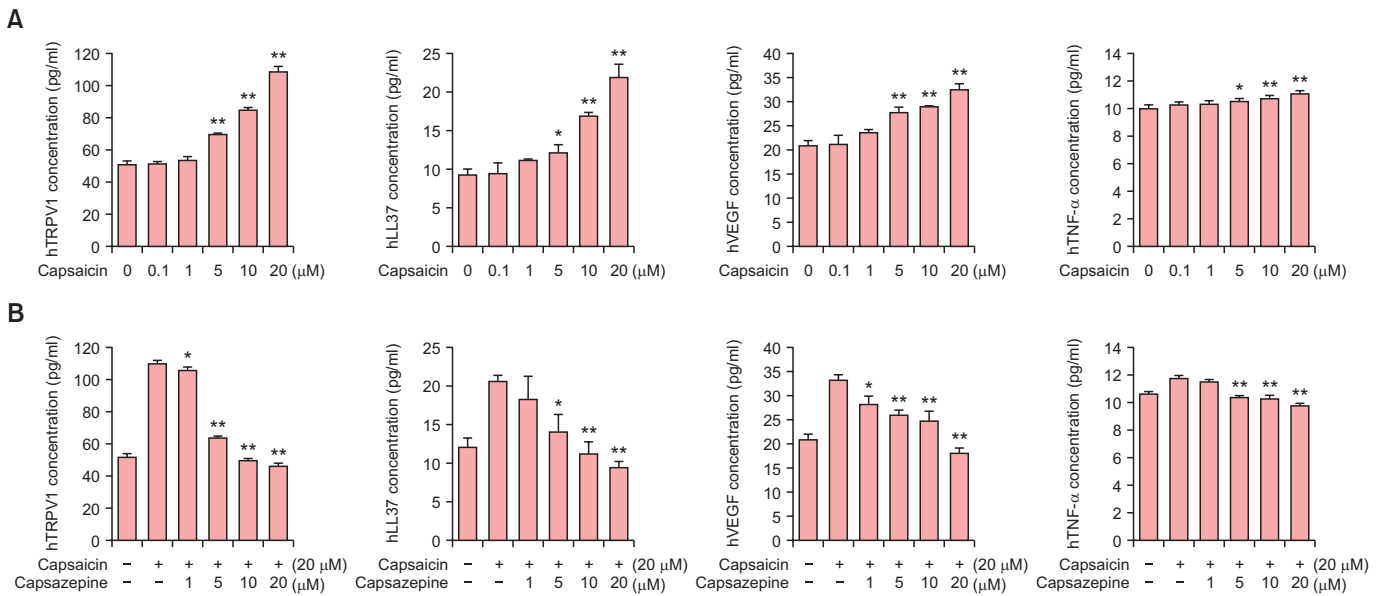 A
hTRPV1 concentration (pg/ml)
120
100
80
60
40
20
0
** ** **
Capsaicin 0 0.1 1 5 10 20 (μM)
hLL37 concentration (pg/ml)
25
20
15
10
5
0
* ** **
Capsaicin 0 0.1 1 5 10 20 (μM)
hVEGF concentration (pg/ml)
40
35
30
25
20
15
10
5
0
** ** **
Capsaicin 0 0.1 1 5 10 20 (μM)
hTNF-α concentration (pg/ml)
14
12
10
8
6
4
2
0
* ** **
Capsaicin 0 0.1 1 5 10 20 (μM)
B
hTRPV1 concentration (pg/ml)
120
100
80
60
40
20
0
* ** ** **
Capsaicin – + + + + + (20 μM)
Capsazepine – – 1 5 10 20 (μM)
hLL37 concentration (pg/ml)
25
20
15
10
5
0
* ** **
Capsaicin – + + + + + (20 μM)
Capsazepine – – 1 5 10 20 (μM)
hVEGF concentration (pg/ml)
40
35
30
25
20
15
10
5
0
* ** ** **
Capsaicin – + + + + + (20 μM)
Capsazepine – – 1 5 10 20 (μM)
hTNF-α concentration (pg/ml)
14
12
10
8
6
4
2
0
** ** **
Capsaicin – + + + + + (20 μM)
Capsazepine – – 1 5 10 20 (μM)